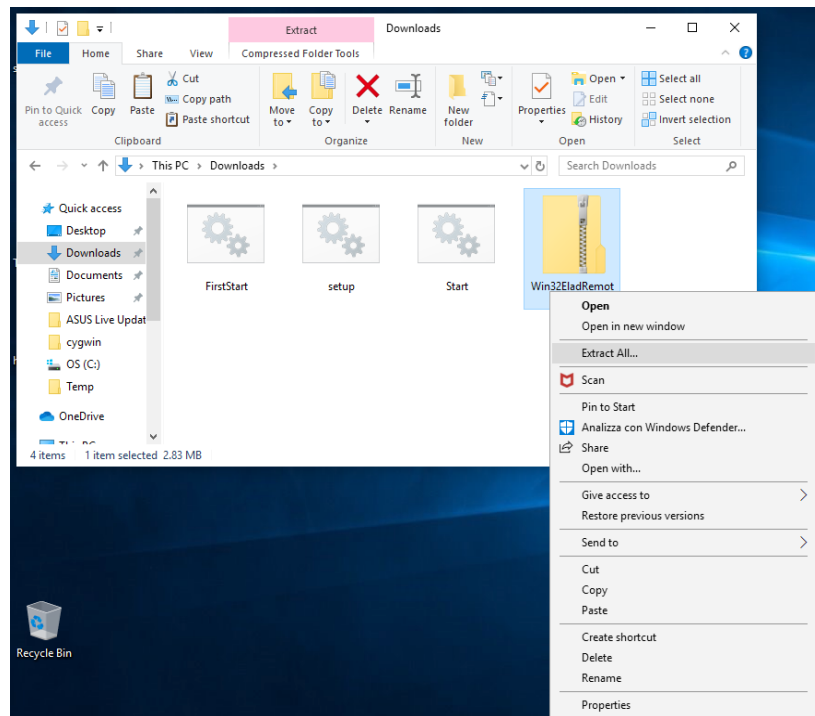 Extract
Downloads
File
Home
Share
View
Compressed Folder Tools
Pin to Quick access
Copy
Paste
Cut
Copy path
Paste shortcut
Move to
Copy to
Delete
Rename
New folder
Properties
Open
Edit
History
Select all
Select none
Invert selection
Clipboard
Organize
New
Open
Select
This PC > Downloads >
Search Downloads
Quick access
Desktop
Downloads
Documents
Pictures
ASUS Live Updat
cygwin
OS (C:)
Temp
OneDrive
FirstStart
setup
Start
Win32EladRemot
4 items
1 item selected 2.83 MB
Open
Open in new window
Extract All...
Scan
Pin to Start
Analizza con Windows Defender...
Share
Open with...
Give access to
Restore previous versions
Send to
Cut
Copy
Paste
Create shortcut
Delete
Rename
Properties
Recycle Bin